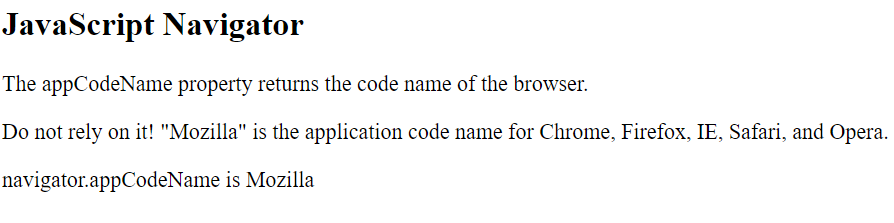 JavaScript Navigator
The appCodeName property returns the code name of the browser.
Do not rely on it! "Mozilla" is the application code name for Chrome, Firefox, IE, Safari, and Opera.
navigator.appCodeName is Mozilla